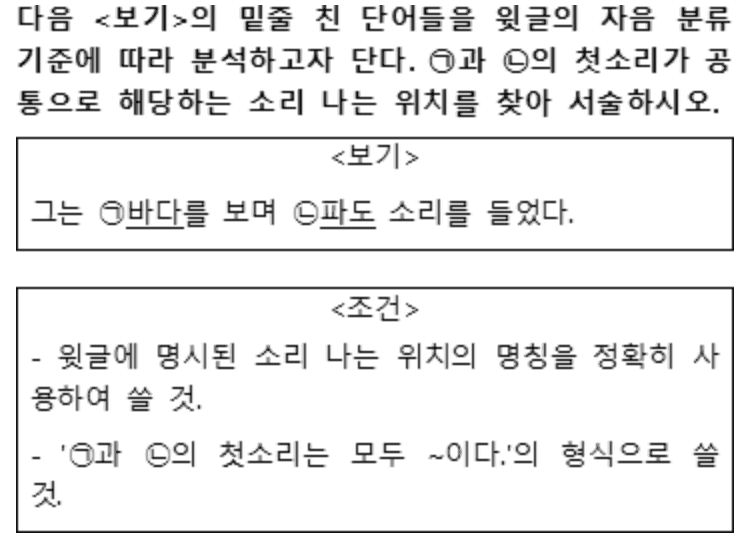 다음 <보기>의 밑줄 친 단어들을 윗글의 자음 분류
기준에 따라 분석하고자 단다. ㉠과 ㉡의 첫소리가 공
통으로 해당하는 소리 나는 위치를 찾아 서술하시오.
<보기>
그는 ㉠바다를 보며 ㉡파도 소리를 들었다.
<조건>
- 윗글에 명시된 소리 나는 위치의 명칭을 정확히 사
용하여 쓸 것.
- '㉠과 ㉡의 첫소리는 모두 ~이다.'의 형식으로 쓸
것.